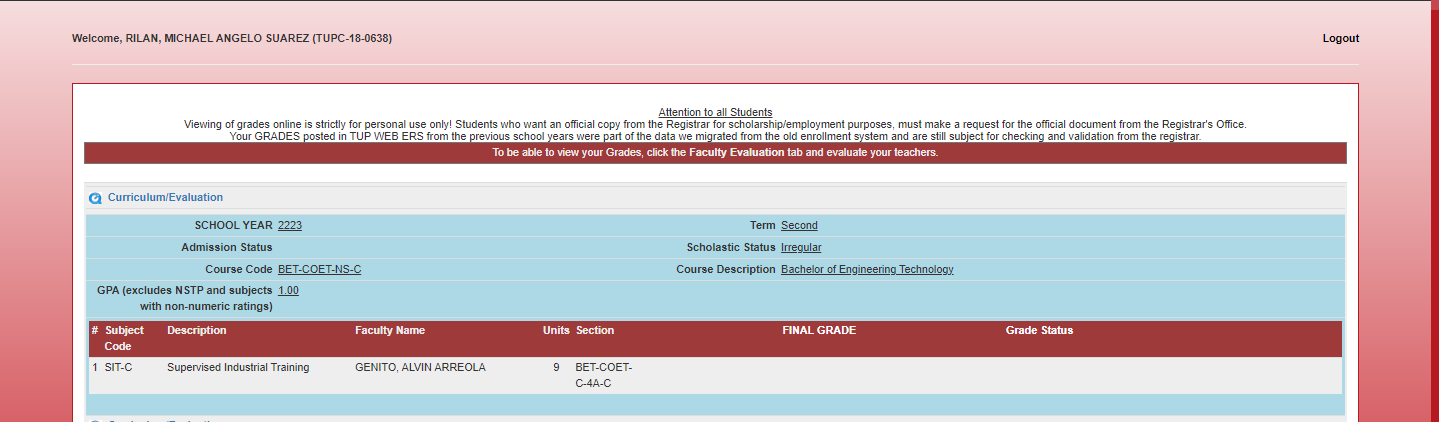 Welcome, RILAN, MICHAEL ANGELO SUAREZ (TUPC-18-0638) Logout
Attention to all Students
Viewing of grades online is strictly for personal use only! Students who want an official copy from the Registrar for scholarship/employment purposes, must make a request for the official document from the Registrar's Office.
Your GRADES posted in TUP WEB ERS from the previous school years were part of the data we migrated from the old enrollment system and are still subject for checking and validation from the registrar.
To be able to view your Grades, click the Faculty Evaluation tab and evaluate your teachers.
Curriculum/Evaluation
SCHOOL YEAR 2223 Term Second
Admission Status Scholastic Status Irregular
Course Code BET-COET-NS-C Course Description Bachelor of Engineering Technology
GPA (excludes NSTP and subjects 1.00
with non-numeric ratings)
# Subject Description Faculty Name Units Section FINAL GRADE Grade Status
Code
1 SIT-C Supervised Industrial Training GENITO, ALVIN ARREOLA 9 BET-COET-
C-4A-C